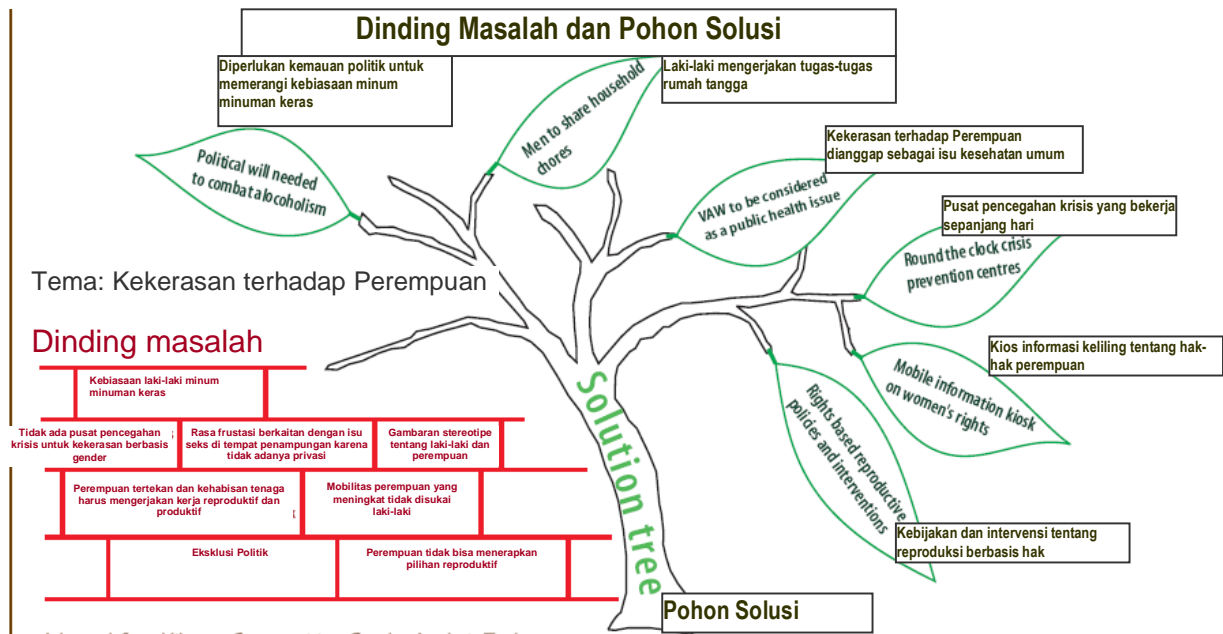 Dinding Masalah dan Pohon Solusi
Diperlukan kemauan politik untuk
memerangi kebiasaan minum
minuman keras
Laki-laki mengerjakan tugas-tugas
rumah tangga
Men to share household
chores
Political will needed
to combat alocoholism
Kekerasan terhadap Perempuan
dianggap sebagai isu kesehatan umum
VAW to be considered
as a public health issue
Pusat pencegahan krisis yang bekerja
sepanjang hari
Round the clock crisis
prevention centres
Tema: Kekerasan terhadap Perempuan
Dinding masalah
Kios informasi keliling tentang hak-
hak perempuan
Mobile information kiosk
on women's rights
Rights based reproductive
policies and interventions
Kebijakan dan intervensi tentang
reproduksi berbasis hak
Kebiasaan laki-laki minum
minuman keras
Tidak ada pusat pencegahan
krisis untuk kekerasan berbasis
gender
Rasa frustasi berkaitan dengan isu
seks di tempat penampungan karena
tidak adanya privasi
Gambaran stereotipe
tentang laki-laki dan
perempuan
Perempuan tertekan dan kehabisan tenaga
harus mengerjakan kerja reproduktif dan
produktif
Mobilitas perempuan yang
meningkat tidak disukai
laki-laki
Eksklusi Politik
Perempuan tidak bisa menerapkan
pilihan reproduktif
Solution tree
Pohon Solusi